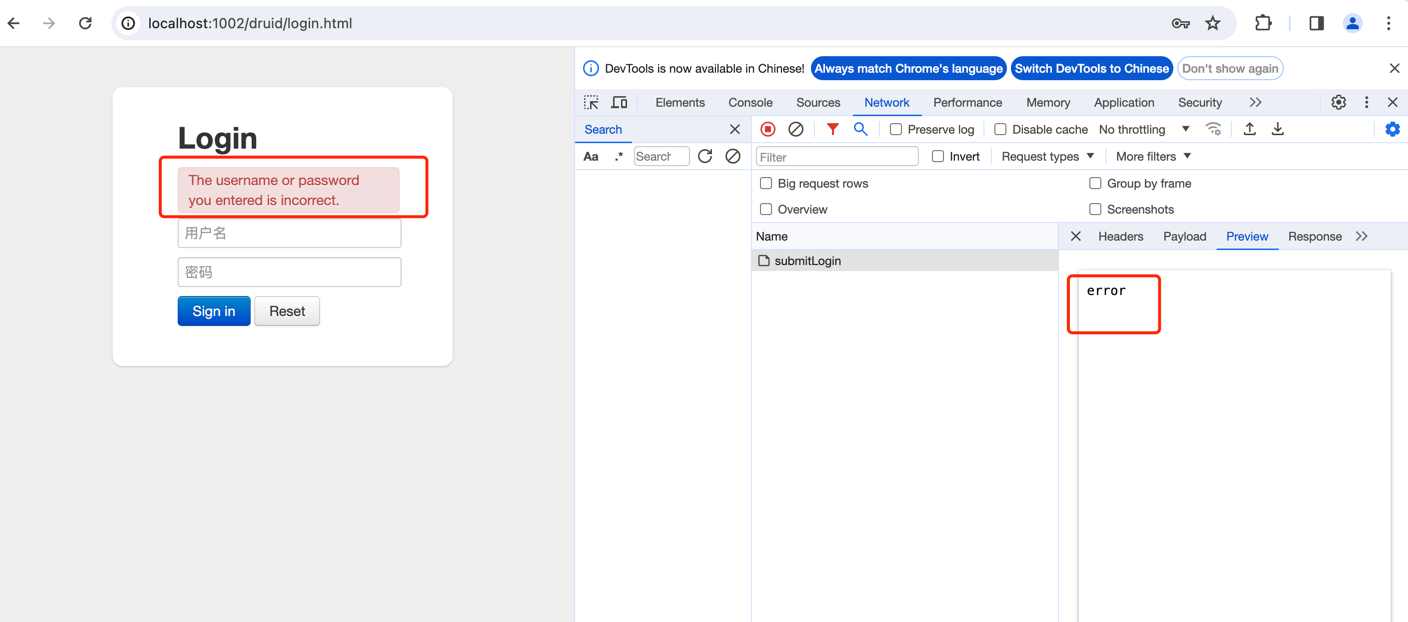 localhost:1002/druid/login.html
DevTools is now available in Chinese! Always match Chrome's language Switch DevTools to Chinese Don't show again
Elements Console Sources Network Performance Memory Application Security
Search
Preserve log Disable cache No throttling
Aa .* Search
Filter Invert Request types More filters
Big request rows Group by frame
Overview Screenshots
Name Headers Payload Preview Response
submitLogin
error
Login
The username or password
you entered is incorrect.
用户名
密码
Sign in Reset